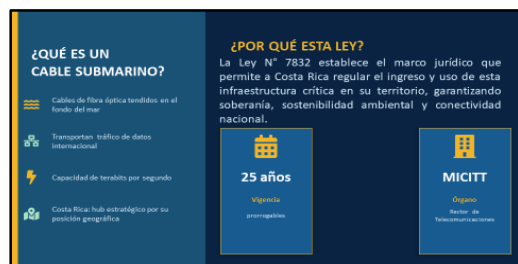 ¿QUÉ ES UN
CABLE SUBMARINO?
Cables de fibra óptica tendidos en el
fondo del mar
Transportan tráfico de datos
internacional
Capacidad de terabits por segundo
Costa Rica: hub estratégico por su
posición geográfica
¿POR QUÉ ESTA LEY?
La Ley N° 7832 establece el marco jurídico que
permite a Costa Rica regular el ingreso y uso de esta
infraestructura crítica en su territorio, garantizando
soberanía, sostenibilidad ambiental y conectividad
nacional.
25 años
Vigencia
prorrogables
MICITT
Órgano
Rector de
Telecomunicaciones